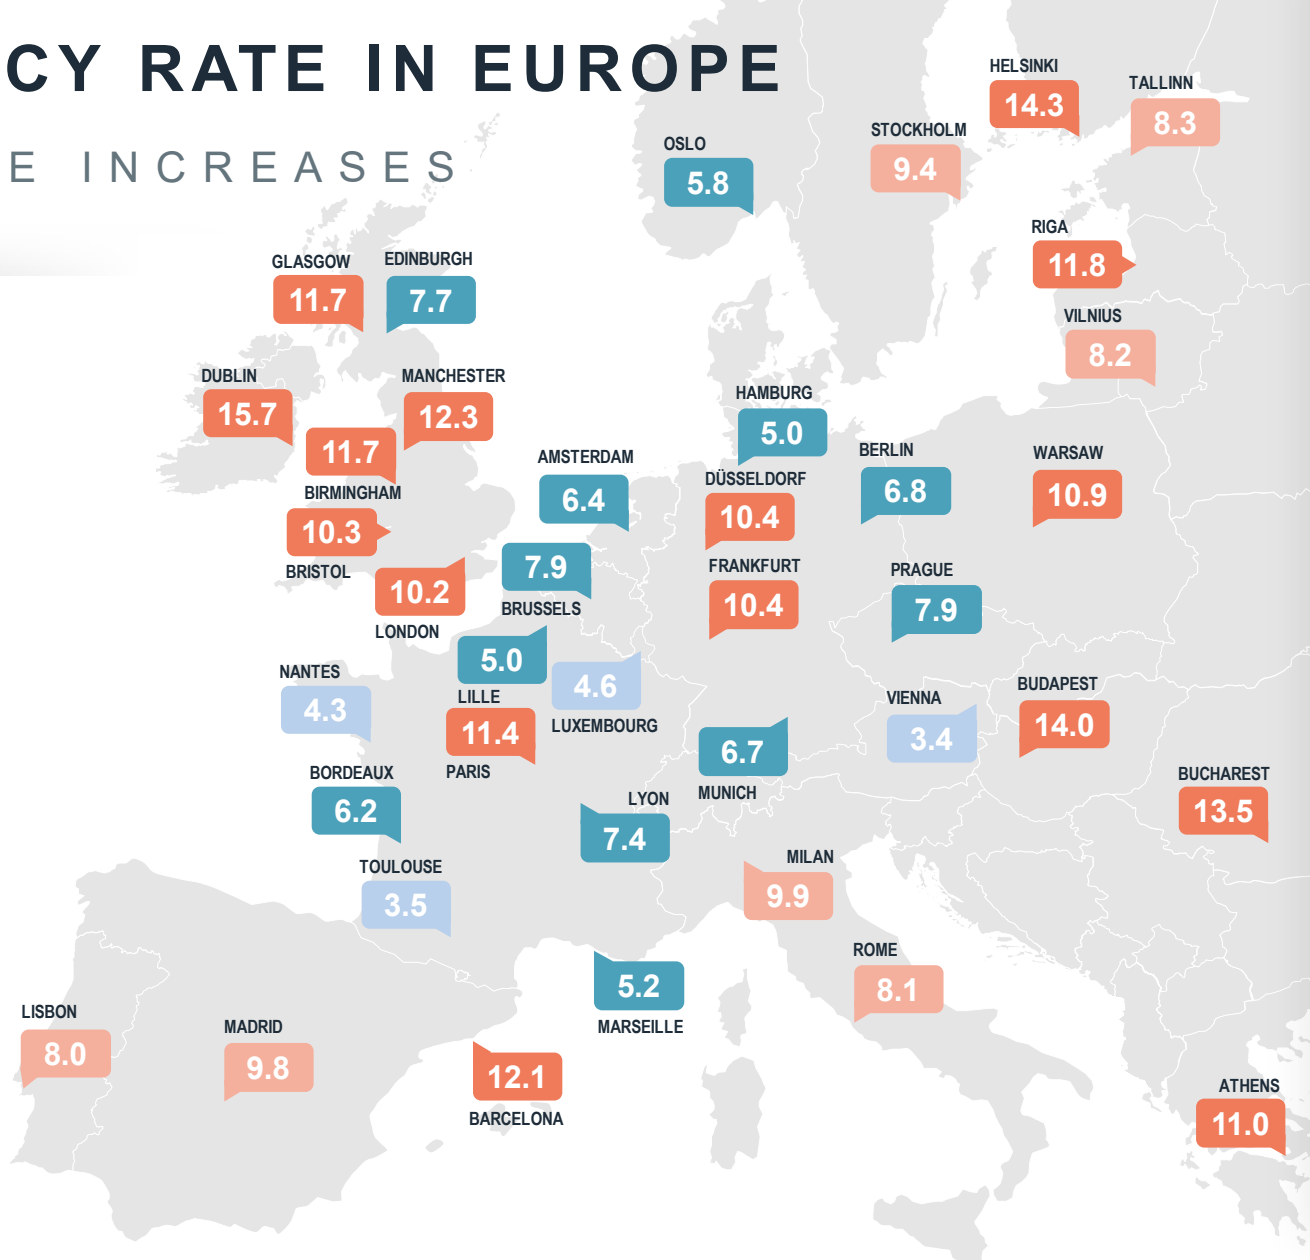 CY RATE IN EUROPE
E INCREASES
HELSINKI
14.3
TALLINN
8.3
STOCKHOLM
9.4
OSLO
5.8
RIGA
11.8
GLASGOW
11.7
EDINBURGH
7.7
VILNIUS
8.2
DUBLIN
15.7
MANCHESTER
12.3
HAMBURG
5.0
11.7
BIRMINGHAM
AMSTERDAM
6.4
BERLIN
6.8
WARSAW
10.9
DÜSSELDORF
10.4
10.3
BRISTOL
7.9
BRUSSELS
FRANKFURT
10.4
PRAGUE
7.9
10.2
LONDON
5.0
LILLE
4.6
LUXEMBOURG
NANTES
4.3
11.4
PARIS
VIENNA
3.4
BUDAPEST
14.0
6.7
MUNICH
BORDEAUX
6.2
LYON
7.4
BUCHAREST
13.5
TOULOUSE
3.5
MILAN
9.9
ROME
8.1
5.2
MARSEILLE
LISBON
8.0
MADRID
9.8
12.1
BARCELONA
ATHENS
11.0